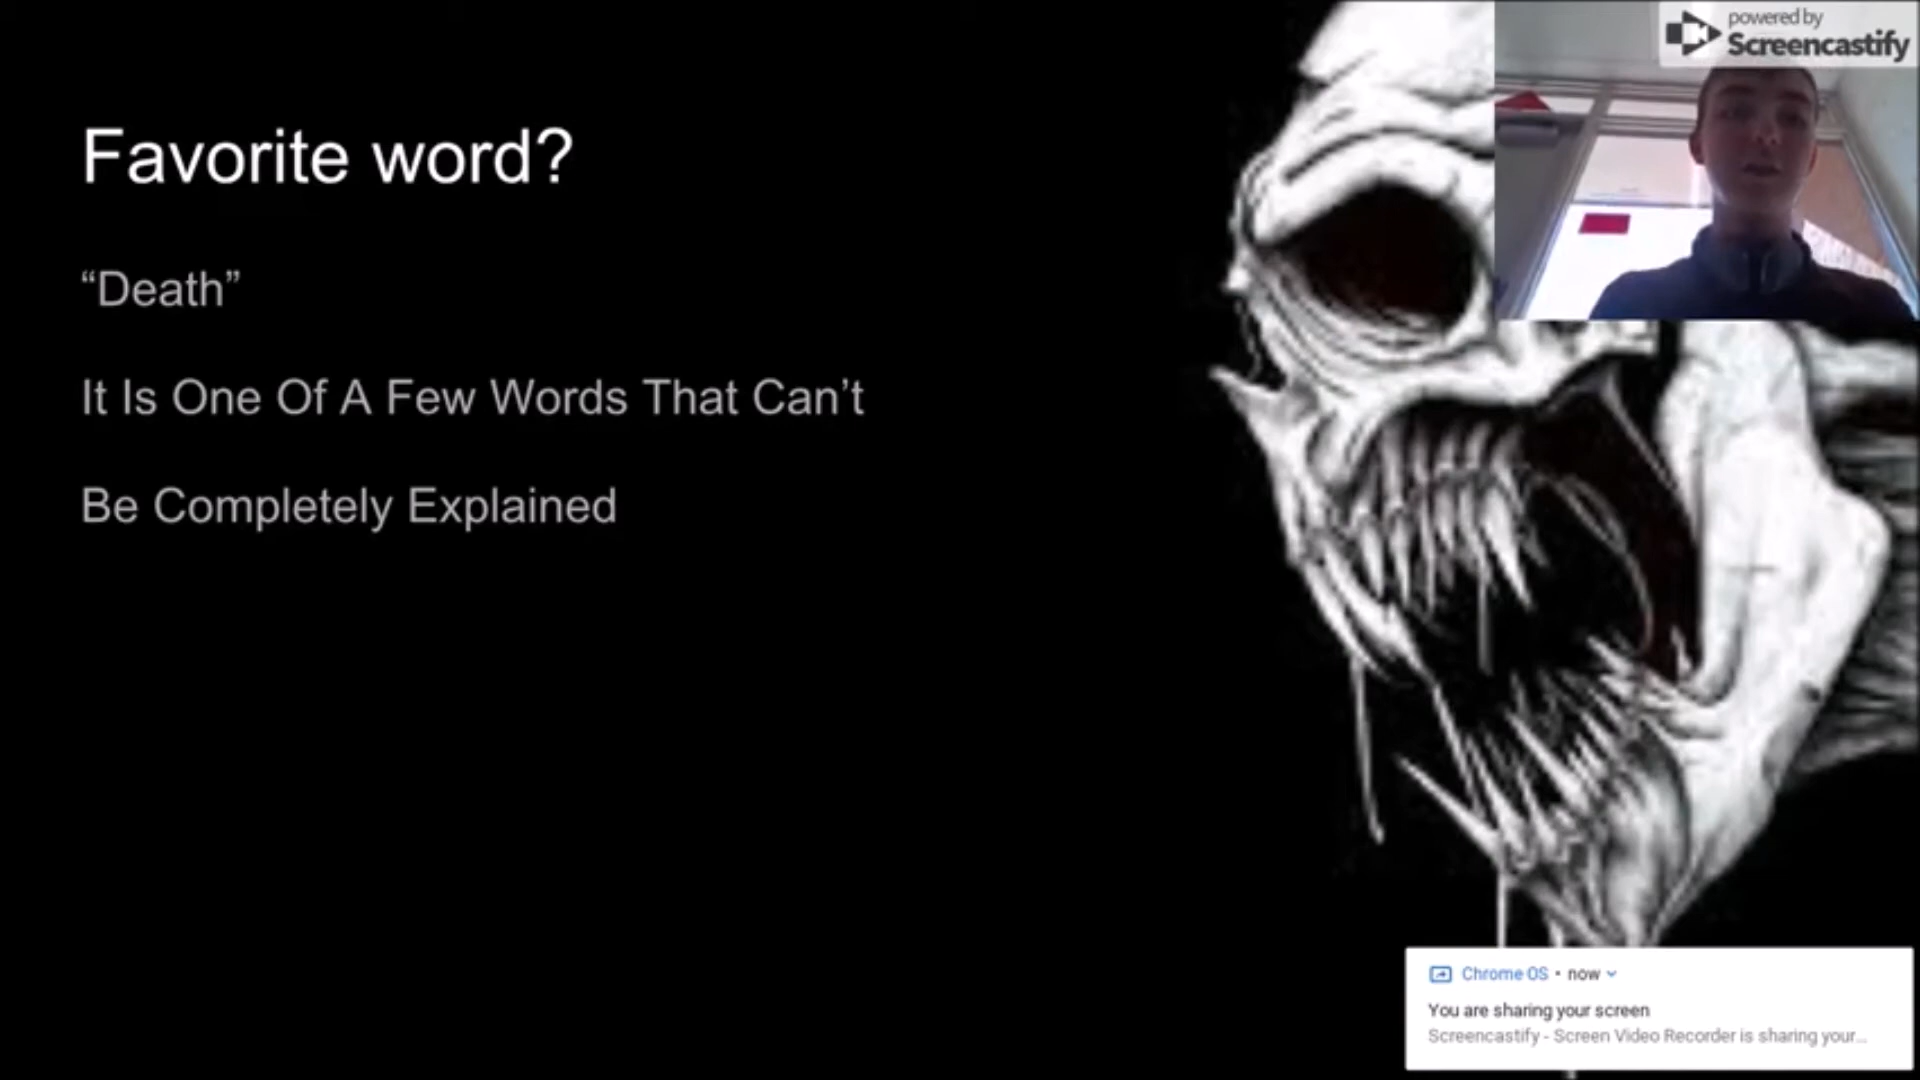 powered by
Screencastify
Favorite word?
“Death”
It Is One Of A Few Words That Can’t
Be Completely Explained
Chrome OS • now
You are sharing your screen
Screencastify - Screen Video Recorder is sharing your...